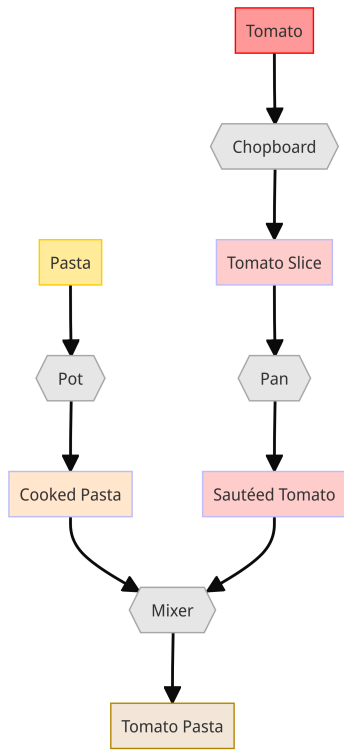 Tomato
Chopboard
Pasta
Tomato Slice
Pot
Pan
Cooked Pasta
Sautéed Tomato
Mixer
Tomato Pasta